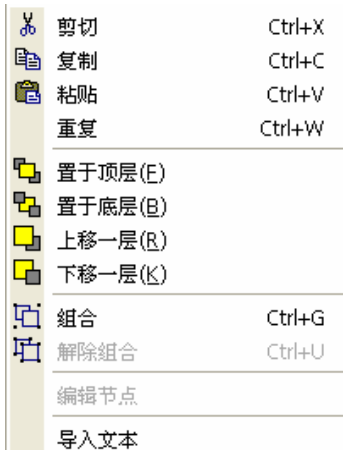 剪切 Ctrl+X
复制 Ctrl+C
粘贴 Ctrl+V
重复 Ctrl+W
置于顶层(F)
置于底层(B)
上移一层(R)
下移一层(K)
组合 Ctrl+G
解除组合 Ctrl+U
编辑节点
导入文本